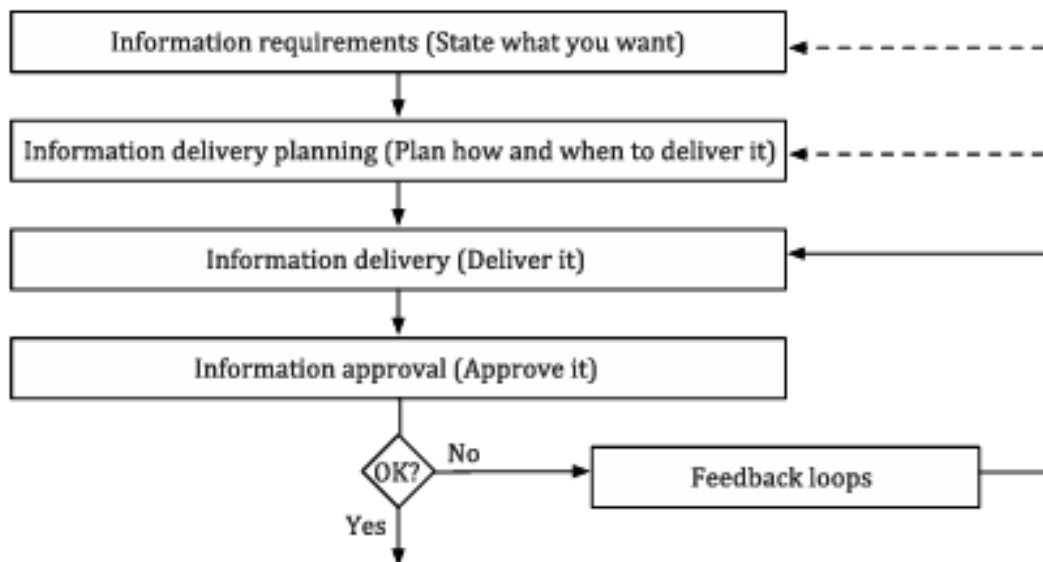 Information requirements (State what you want)
Information delivery planning (Plan how and when to deliver it)
Information delivery (Deliver it)
Information approval (Approve it)
OK?
No
Feedback loops
Yes